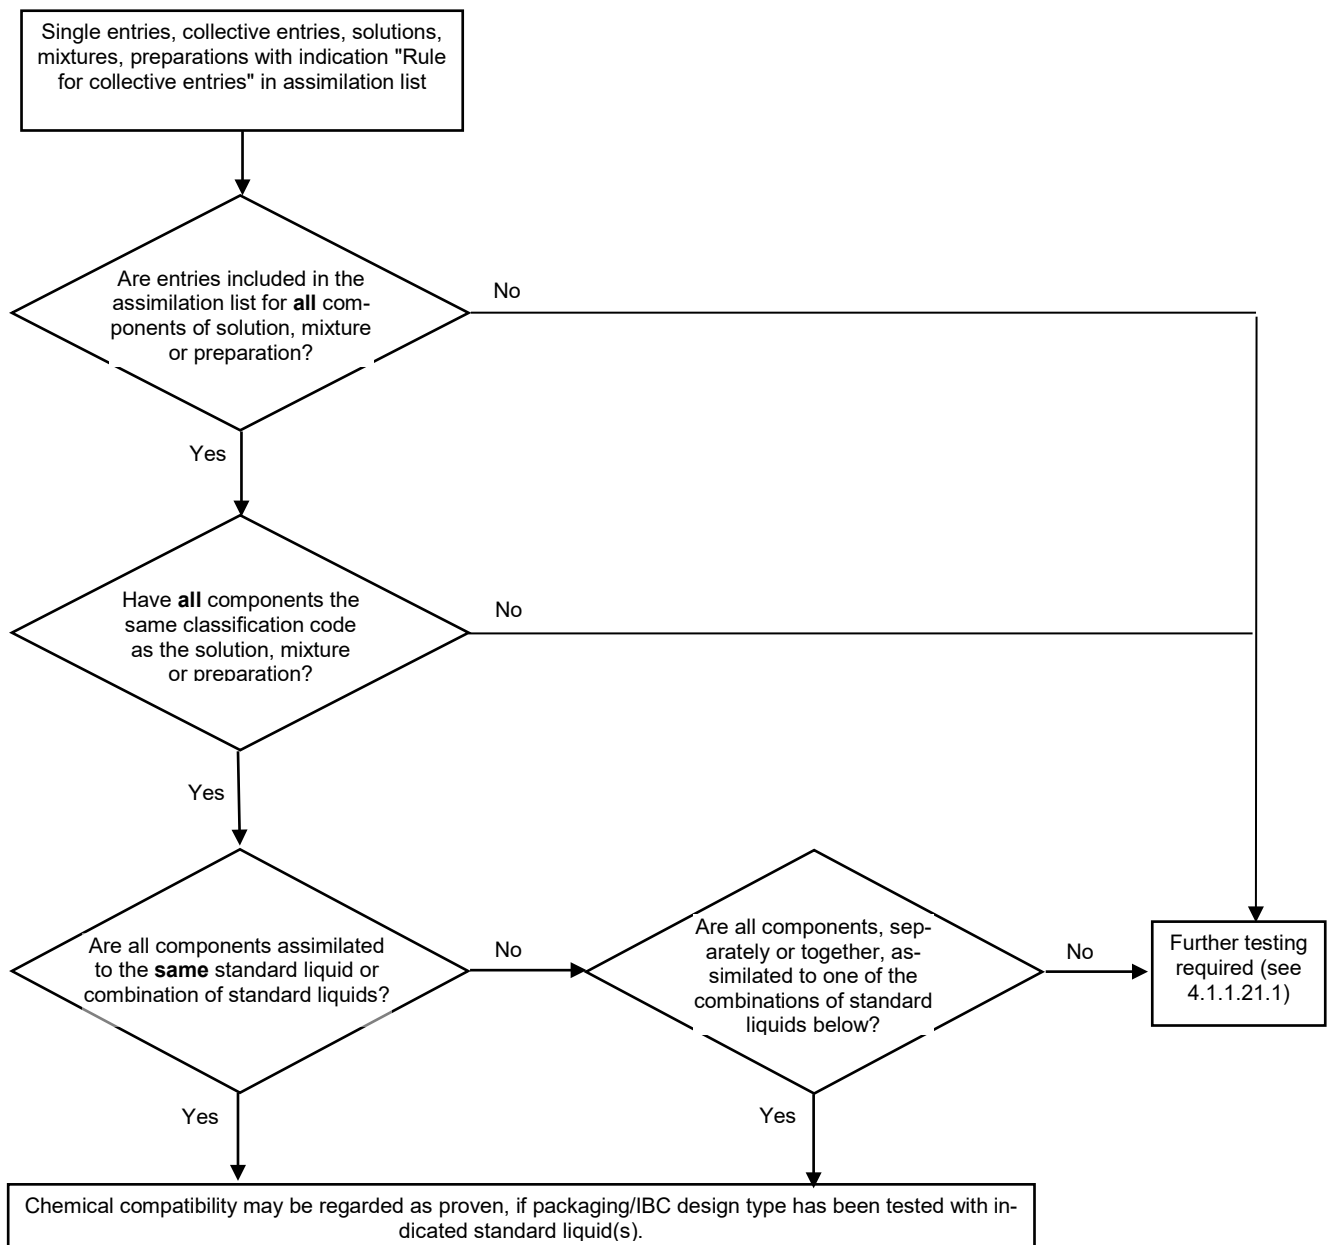 Single entries, collective entries, solutions,
mixtures, preparations with indication "Rule
for collective entries" in assimilation list
Are entries included in the
assimilation list for all com-
ponents of solution, mixture
or preparation?
No
Yes
Have all components the
same classification code
as the solution, mixture
or preparation?
No
Yes
Are all components assimilated
to the same standard liquid or
combination of standard liquids?
No
Are all components, sep-
arately or together, as-
similated to one of the
combinations of standard
liquids below?
No
Further testing
required (see
4.1.1.21.1)
Yes
Yes
Chemical compatibility may be regarded as proven, if packaging/IBC design type has been tested with in-
dicated standard liquid(s).